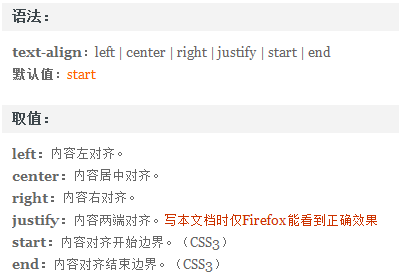 语法：
text-align：left | center | right | justify | start | end
默认值：start
取值：
left：内容左对齐。
center：内容居中对齐。
right：内容右对齐。
justify：内容两端对齐。写本文档时仅Firefox能看到正确效果
start：内容对齐开始边界。（CSS3）
end：内容对齐结束边界。（CSS3）